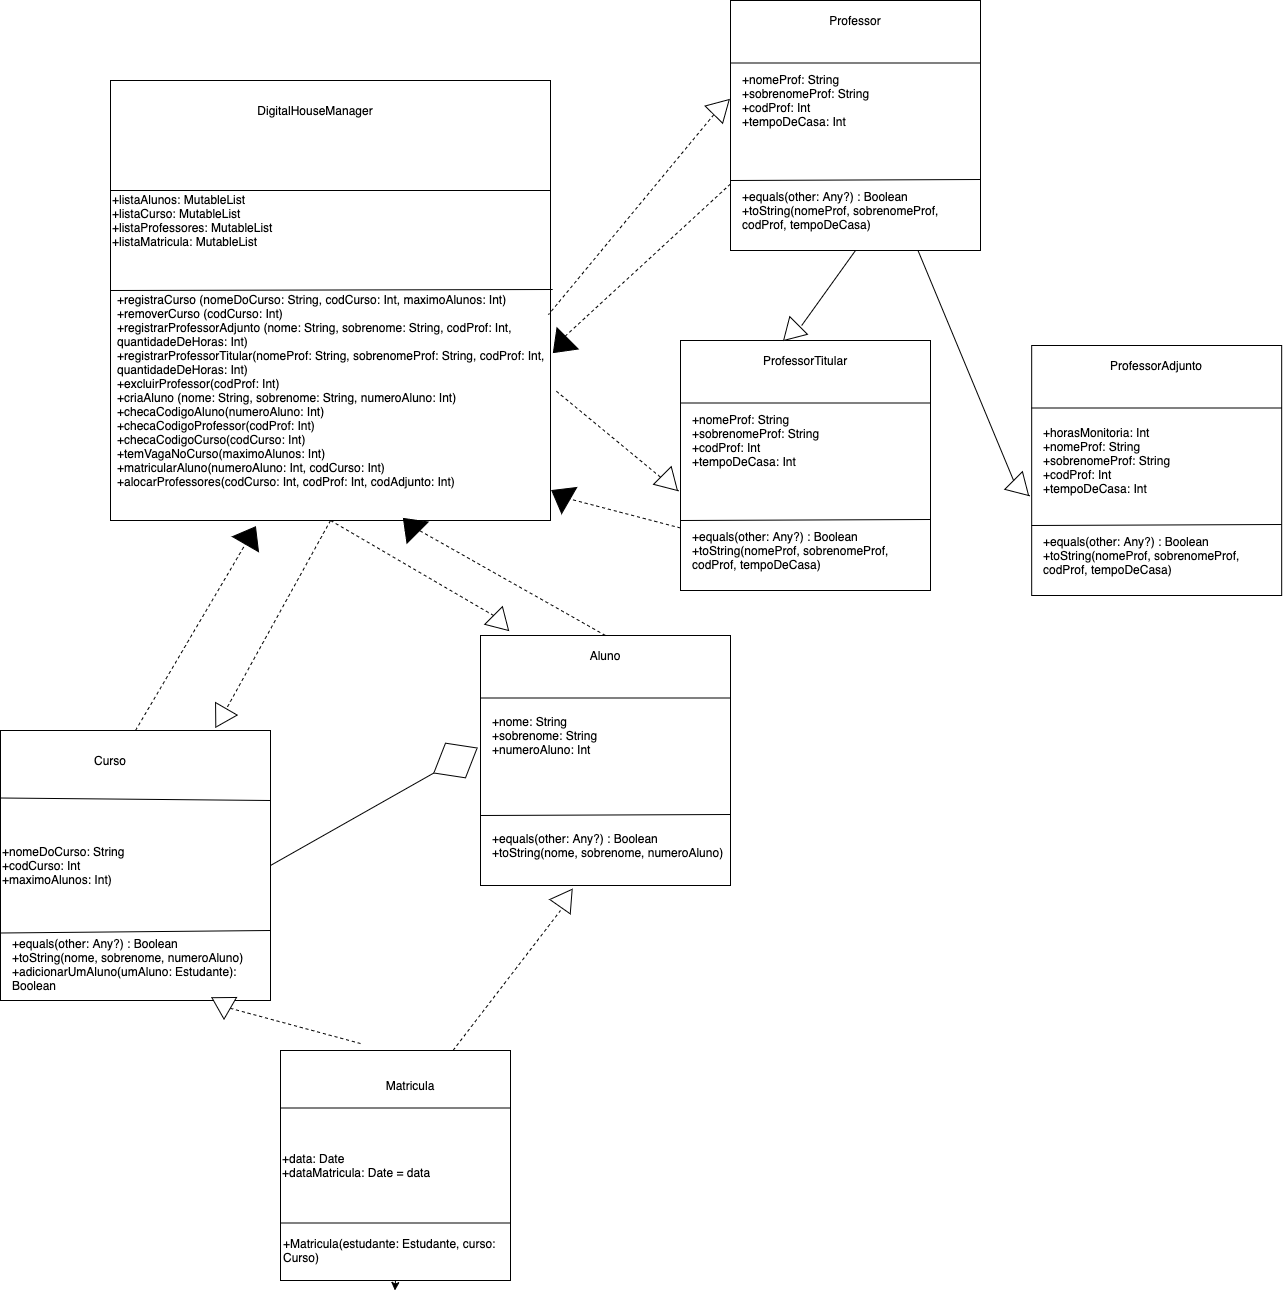 Professor
+nomeProf: String
+sobrenomeProf: String
+codProf: Int
+tempoDeCasa: Int
+equals(other: Any?) : Boolean
+toString(nomeProf, sobrenomeProf,
codProf, tempoDeCasa)
DigitalHouseManager
+listaAlunos: MutableList
+listaCurso: MutableList
+listaProfessores: MutableList
+listaMatricula: MutableList
+registraCurso (nomeDoCurso: String, codCurso: Int, maximoAlunos: Int)
+removerCurso (codCurso: Int)
+registrarProfessorAdjunto (nome: String, sobrenome: String, codProf: Int,
quantidadeDeHoras: Int)
+registrarProfessorTitular(nomeProf: String, sobrenomeProf: String, codProf: Int,
quantidadeDeHoras: Int)
+excluirProfessor(codProf: Int)
+criaAluno (nome: String, sobrenome: String, numeroAluno: Int)
+checaCodigoAluno(numeroAluno: Int)
+checaCodigoProfessor(codProf: Int)
+checaCodigoCurso(codCurso: Int)
+temVagaNoCurso(maximoAlunos: Int)
+matricularAluno(numeroAluno: Int, codCurso: Int)
+alocarProfessores(codCurso: Int, codProf: Int, codAdjunto: Int)
ProfessorTitular
+nomeProf: String
+sobrenomeProf: String
+codProf: Int
+tempoDeCasa: Int
+equals(other: Any?) : Boolean
+toString(nomeProf, sobrenomeProf,
codProf, tempoDeCasa)
ProfessorAdjunto
+horasMonitoria: Int
+nomeProf: String
+sobrenomeProf: String
+codProf: Int
+tempoDeCasa: Int
+equals(other: Any?) : Boolean
+toString(nomeProf, sobrenomeProf,
codProf, tempoDeCasa)
Aluno
+nome: String
+sobrenome: String
+numeroAluno: Int
+equals(other: Any?) : Boolean
+toString(nome, sobrenome, numeroAluno)
Curso
+nomeDoCurso: String
+codCurso: Int
+maximoAlunos: Int)
+equals(other: Any?) : Boolean
+toString(nome, sobrenome, numeroAluno)
+adicionarUmAluno(umAluno: Estudante):
Boolean
Matricula
+data: Date
+dataMatricula: Date = data
+Matricula(estudante: Estudante, curso:
Curso)